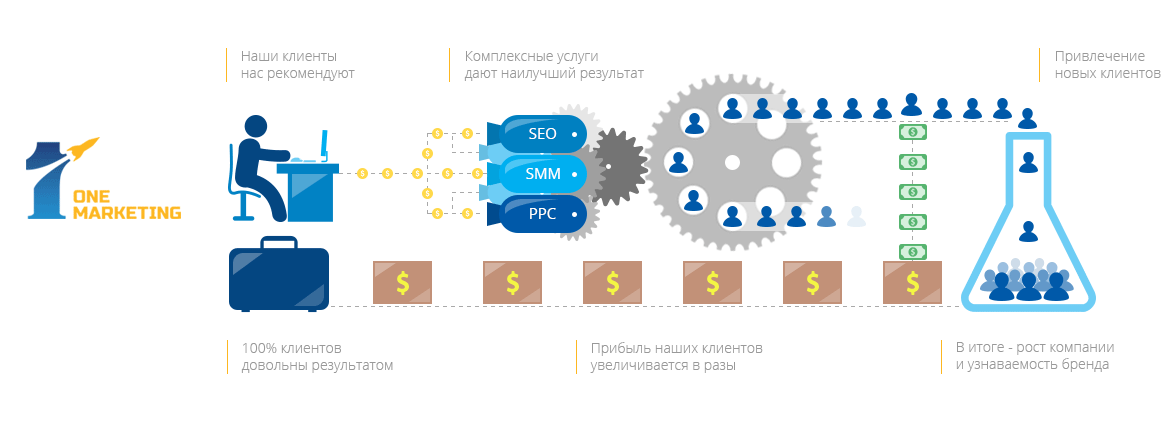 Наши клиенты
нас рекомендуют
Комплексные услуги
дают наилучший результат
Привлечение
новых клиентов
SEO
SMM
PPC
ONE
MARKETING
$ $ $ $ $ $
100% клиентов
довольны результатом
Прибыль наших клиентов
увеличивается в разы
В итоге - рост компании
и узнаваемость бренда